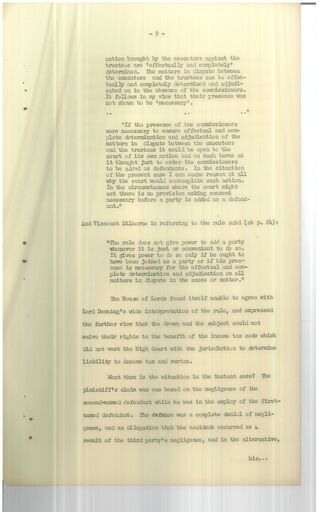 - 9 -
action brought by the executors against the
trustees are 'effectually and completely'
determined. The matters in dispute between
the executors and the trustees can be effec-
tually and completely determined and adjudi-
cated on in the absence of the commissioners.
It follows in my view that their presence was
not shown to be 'necessary'.
.. .. ..
"If the presence of the commissioners
were necessary to ensure effectual and com-
plete determination and adjudication of the
matters in dispute between the executors
and the trustees it would be open to the
court of its own motion and on such terms as
it thought just to order the commissioners
to be added as defendants. In the situation
of the present case I can see no reason at all
why the court would contemplate such action.
In the circumstances where the court might
act there is no provision making consent
necessary before a party is added as a defend-
ant."
And Viscount Dilhorne in referring to the rule said (at p. 24):
"The rule does not give power to add a party
whenever it is just or convenient to do so.
It gives power to do so only if he ought to
have been joined as a party or if his pres-
ence is necessary for the effectual and com-
plete determination and adjudication on all
matters in dispute in the cause or matter."
The House of Lords found itself unable to agree with
Lord Denning's wide interpretation of the rule, and expressed
the further view that the Crown and the subject could not
waive their rights to the benefit of the income tax code which
did not vest the High Court with the jurisdiction to determine
liability to income tax and surtax.
What then is the situation in the instant case? The
plaintiff's claim was one based on the negligence of the
second-named defendant while he was in the employ of the first-
named defendant. The defence was a complete denial of negli-
gence, and an allegation that the accident occurred as a
result of the third party's negligence, and in the alternative,
his...